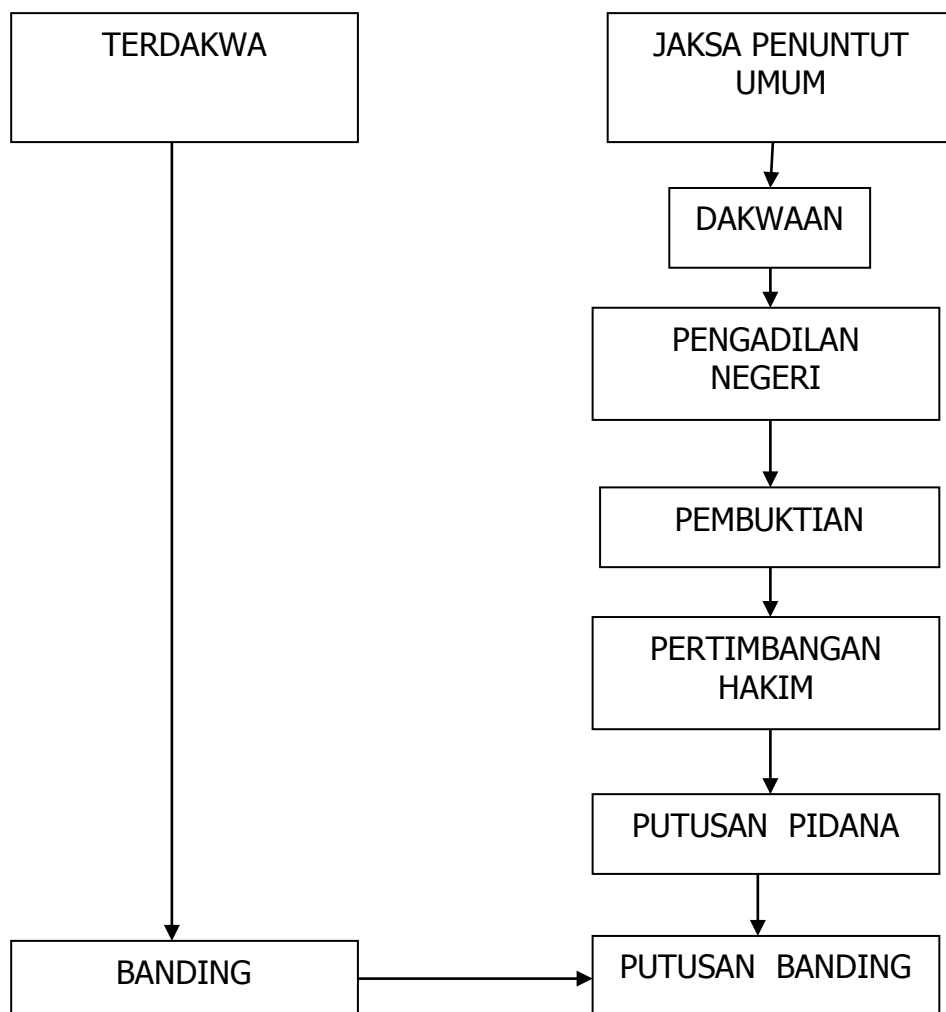 TERDAKWA
JAKSA PENUNTUT
UMUM
DAKWAAN
PENGADILAN
NEGERI
PEMBUKTIAN
PERTIMBANGAN
HAKIM
PUTUSAN PIDANA
BANDING
PUTUSAN BANDING